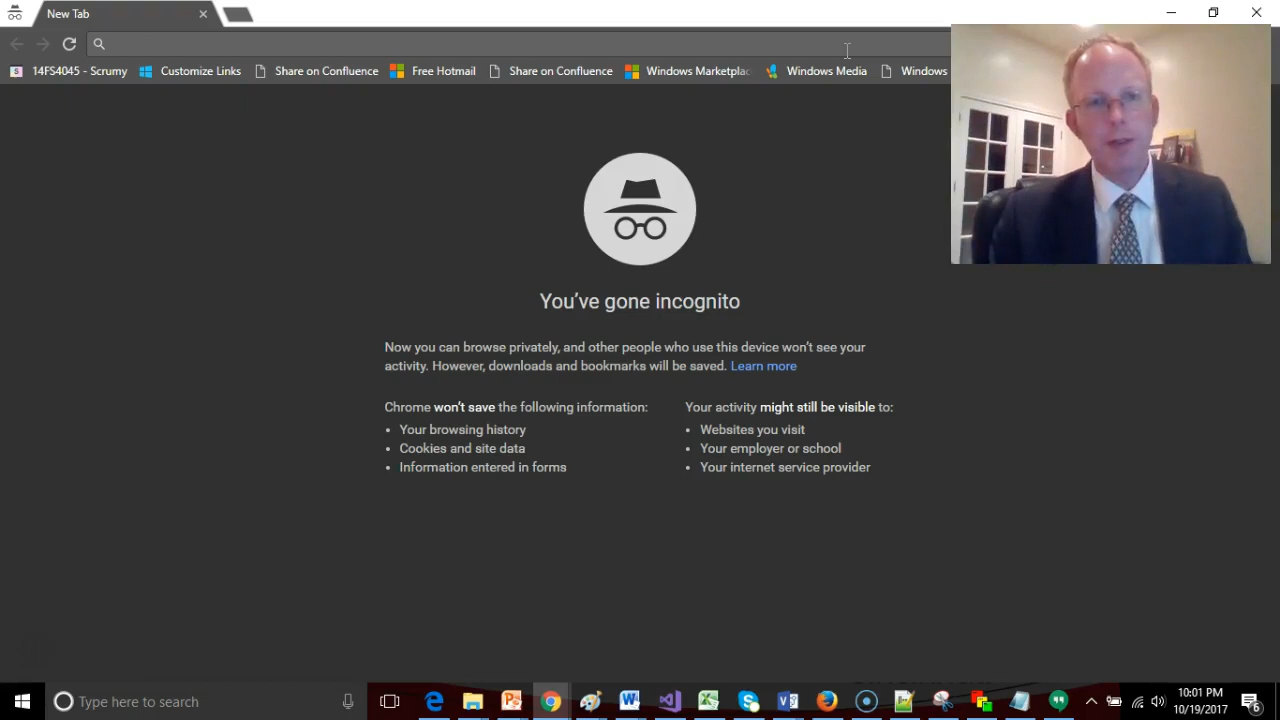 New Tab
14FS4045 - Scrumy
Customize Links
Share on Confluence
Free Hotmail
Share on Confluence
Windows Marketplac
Windows Media
Windows
You've gone incognito
Now you can browse privately, and other people who use this device won't see your
activity. However, downloads and bookmarks will be saved. Learn more
Chrome won't save the following information:
Your browsing history
Cookies and site data
Information entered in forms
Your activity might still be visible to:
Websites you visit
Your employer or school
Your internet service provider
Type here to search
10:01 PM
10/19/2017
6